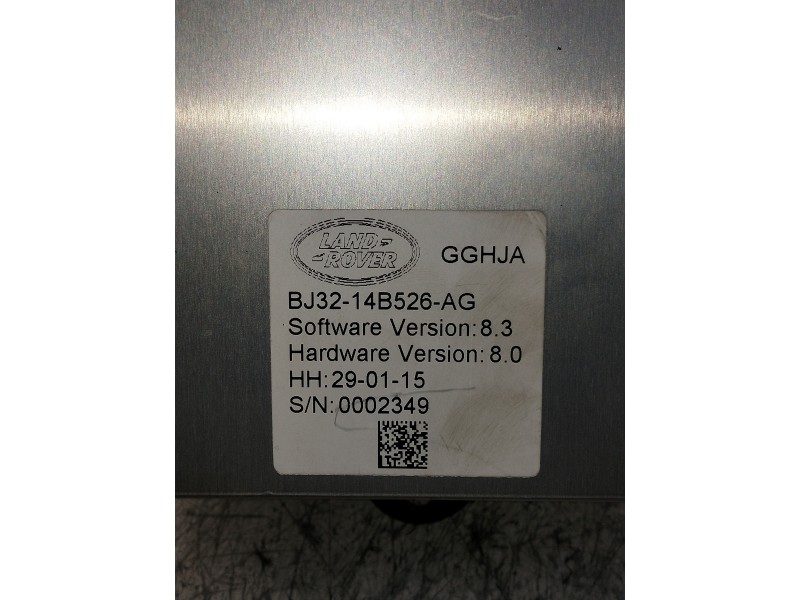 LAND-
-ROVER
GGHJA
BJ32-14B526-AG
Software Version: 8.3
Hardware Version: 8.0
HH: 29-01-15
S/N: 0002349